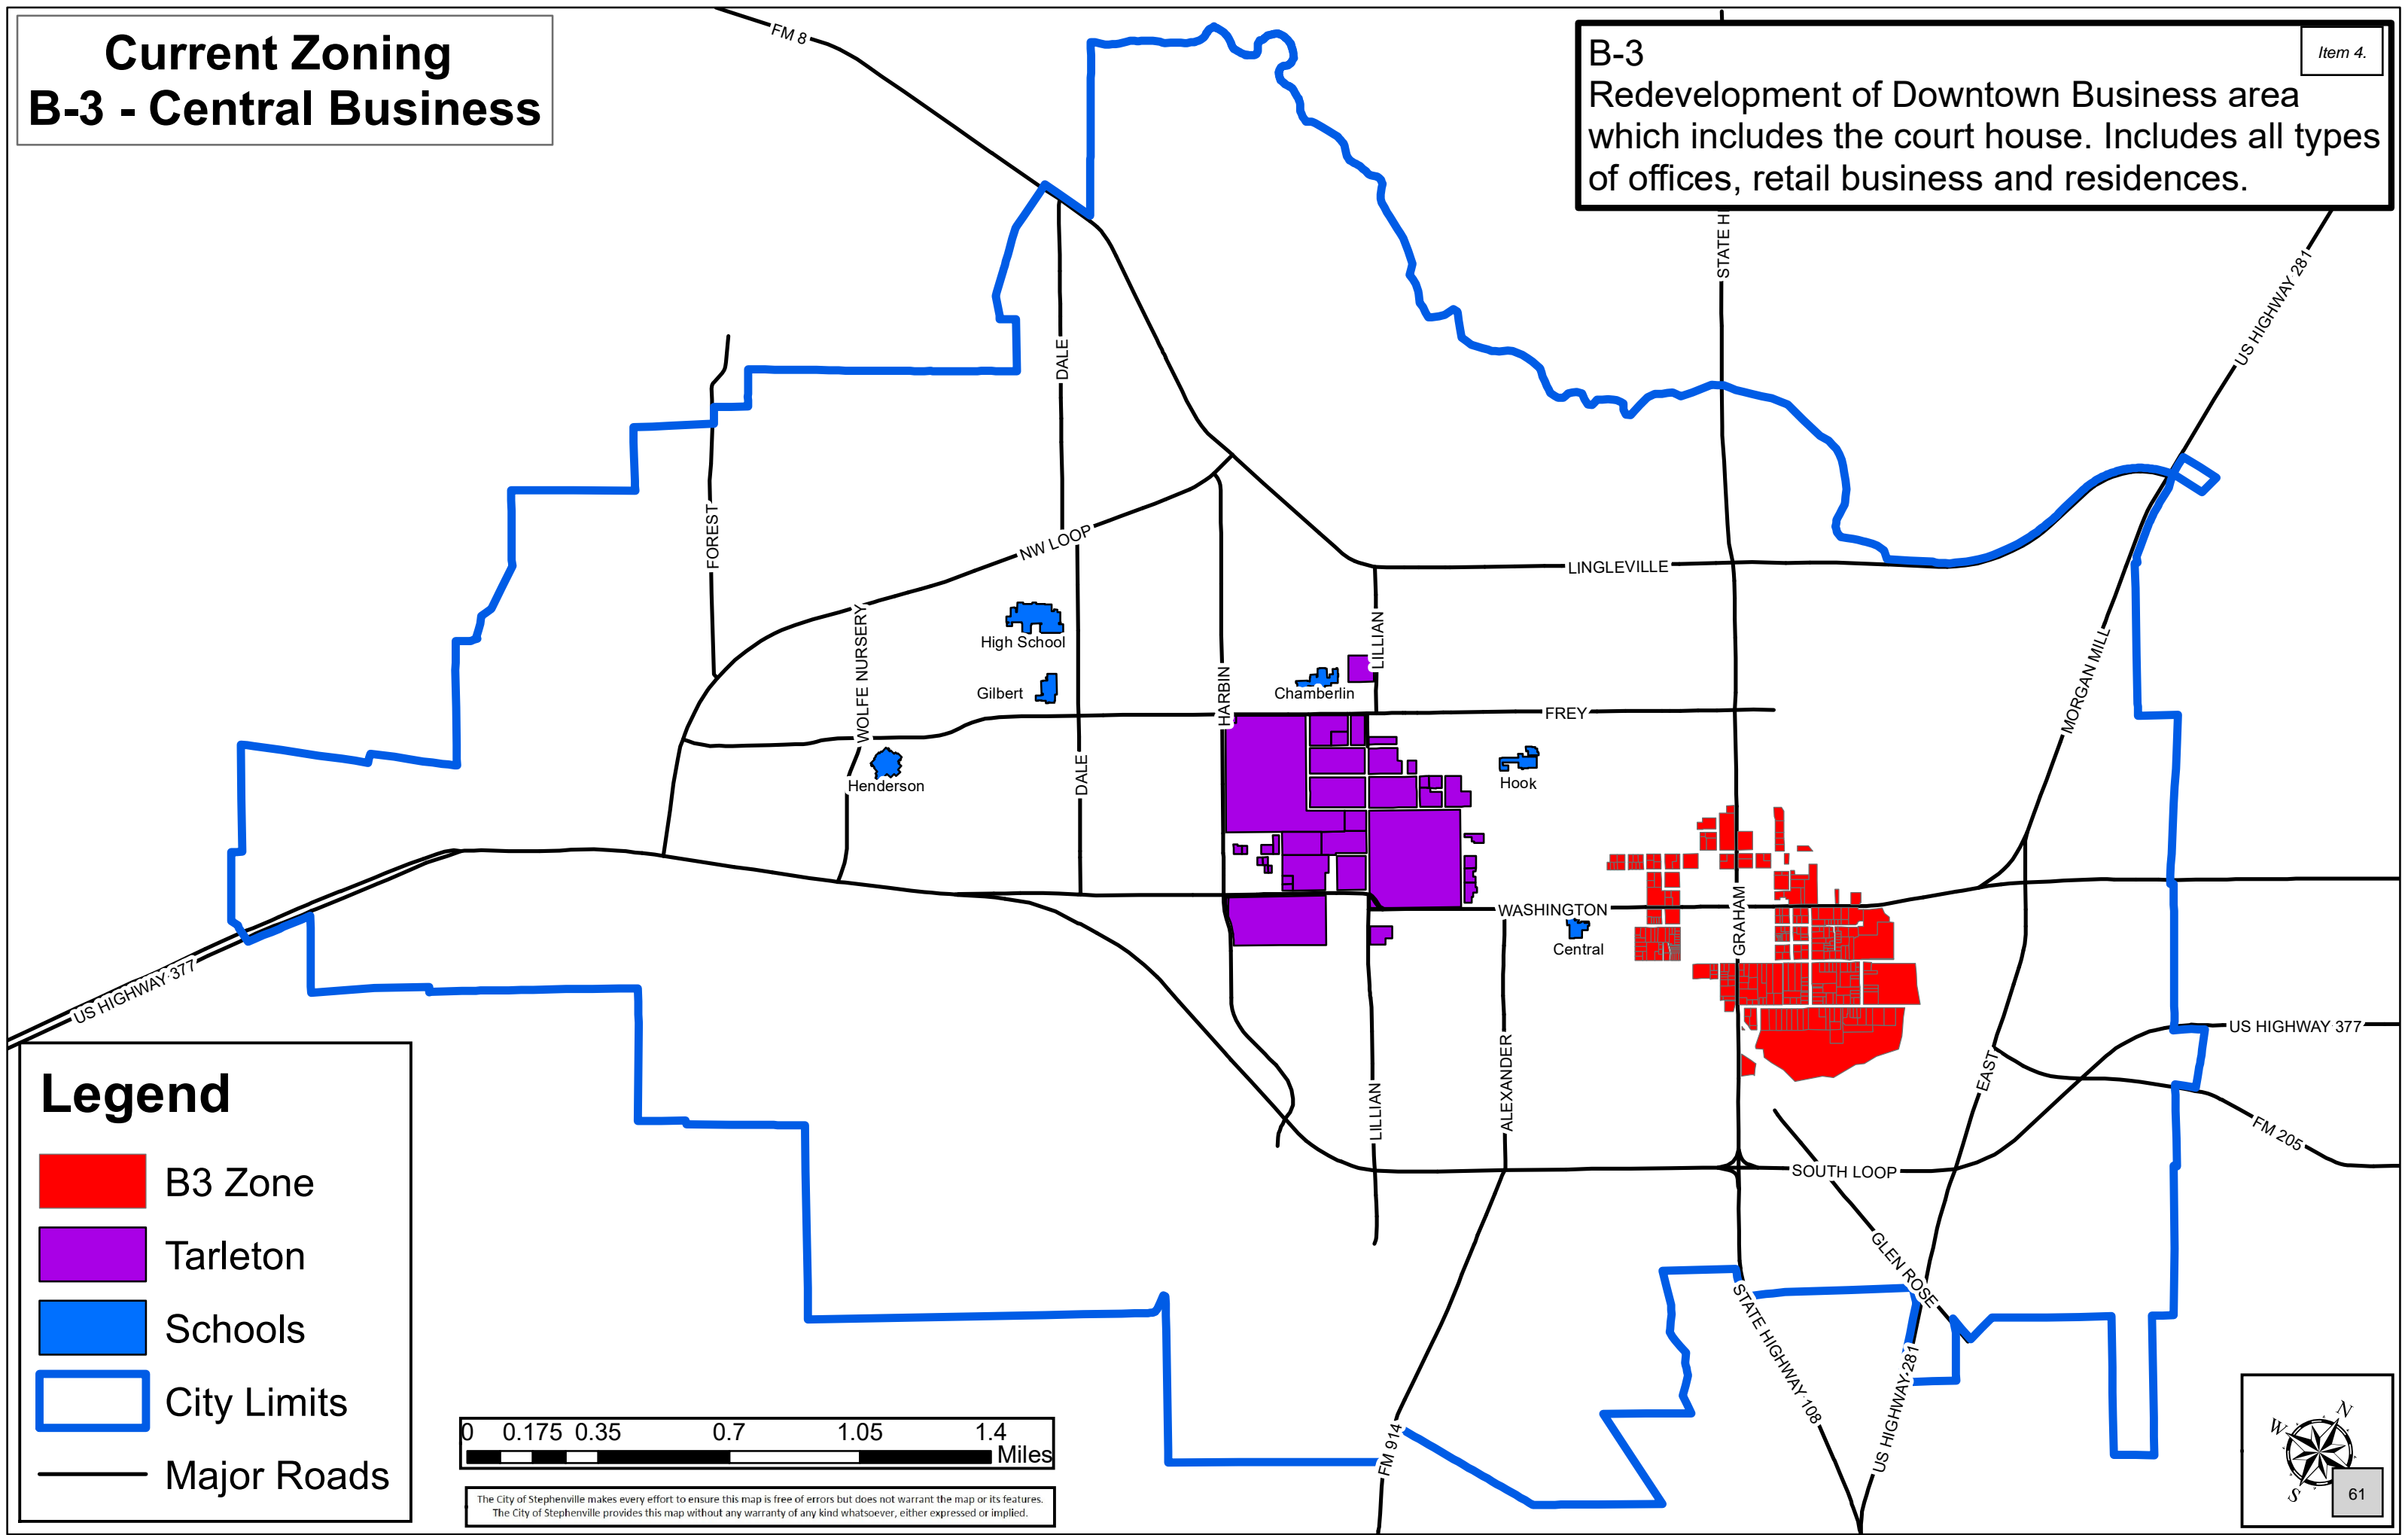 Current Zoning
B-3 - Central Business
B-3
Item 4.
Redevelopment of Downtown Business area
which includes the court house. Includes all types
of offices, retail business and residences.
FM 8
STATE H
US HIGHWAY 281
DALE
FOREST
NW LOOP
LINGLEVILLE
WOLFE NURSERY
High School
LILLIAN
MORGAN MILL
Gilbert
HARBIN
Chamberlin
FREY
DALE
Henderson
Hook
WASHINGTON
GRAHAM
Central
US HIGHWAY 377
US HIGHWAY 377
LILLIAN
ALEXANDER
EAST
FM 205
SOUTH LOOP
GLEN ROSE
STATE HIGHWAY 108
US HIGHWAY 281
FM 914
Legend
B3 Zone
Tarleton
Schools
City Limits
Major Roads
0 0.175 0.35 0.7 1.05 1.4
Miles
The City of Stephenville makes every effort to ensure this map is free of errors but does not warrant the map or its features.
The City of Stephenville provides this map without any warranty of any kind whatsoever, either expressed or implied.
N
W
S
61